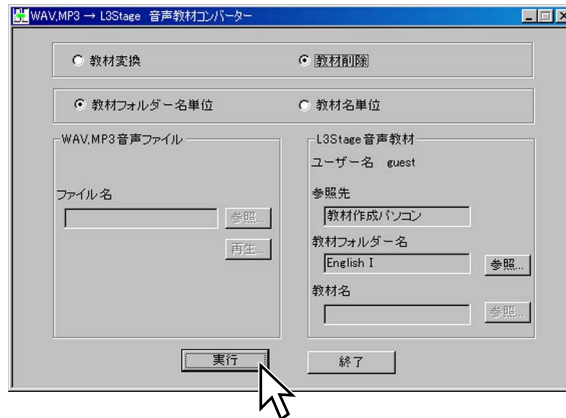 WAV,MP3 → L3Stage 音声教材コンバーター
教材変換
教材削除
教材フォルダー名単位
教材名単位
WAV,MP3音声ファイル
ファイル名
参照...
再生...
L3Stage音声教材
ユーザー名 guest
参照先
教材作成パソコン
教材フォルダー名
English I
参照...
教材名
参照...
実行
終了